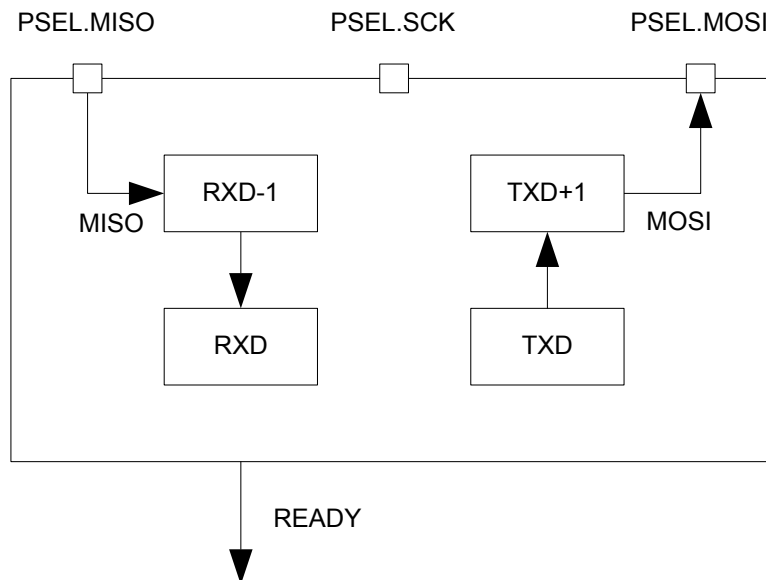 PSEL.MISO
PSEL.SCK
PSEL.MOSI
RXD-1
TXD+1
MISO
MOSI
RXD
TXD
READY